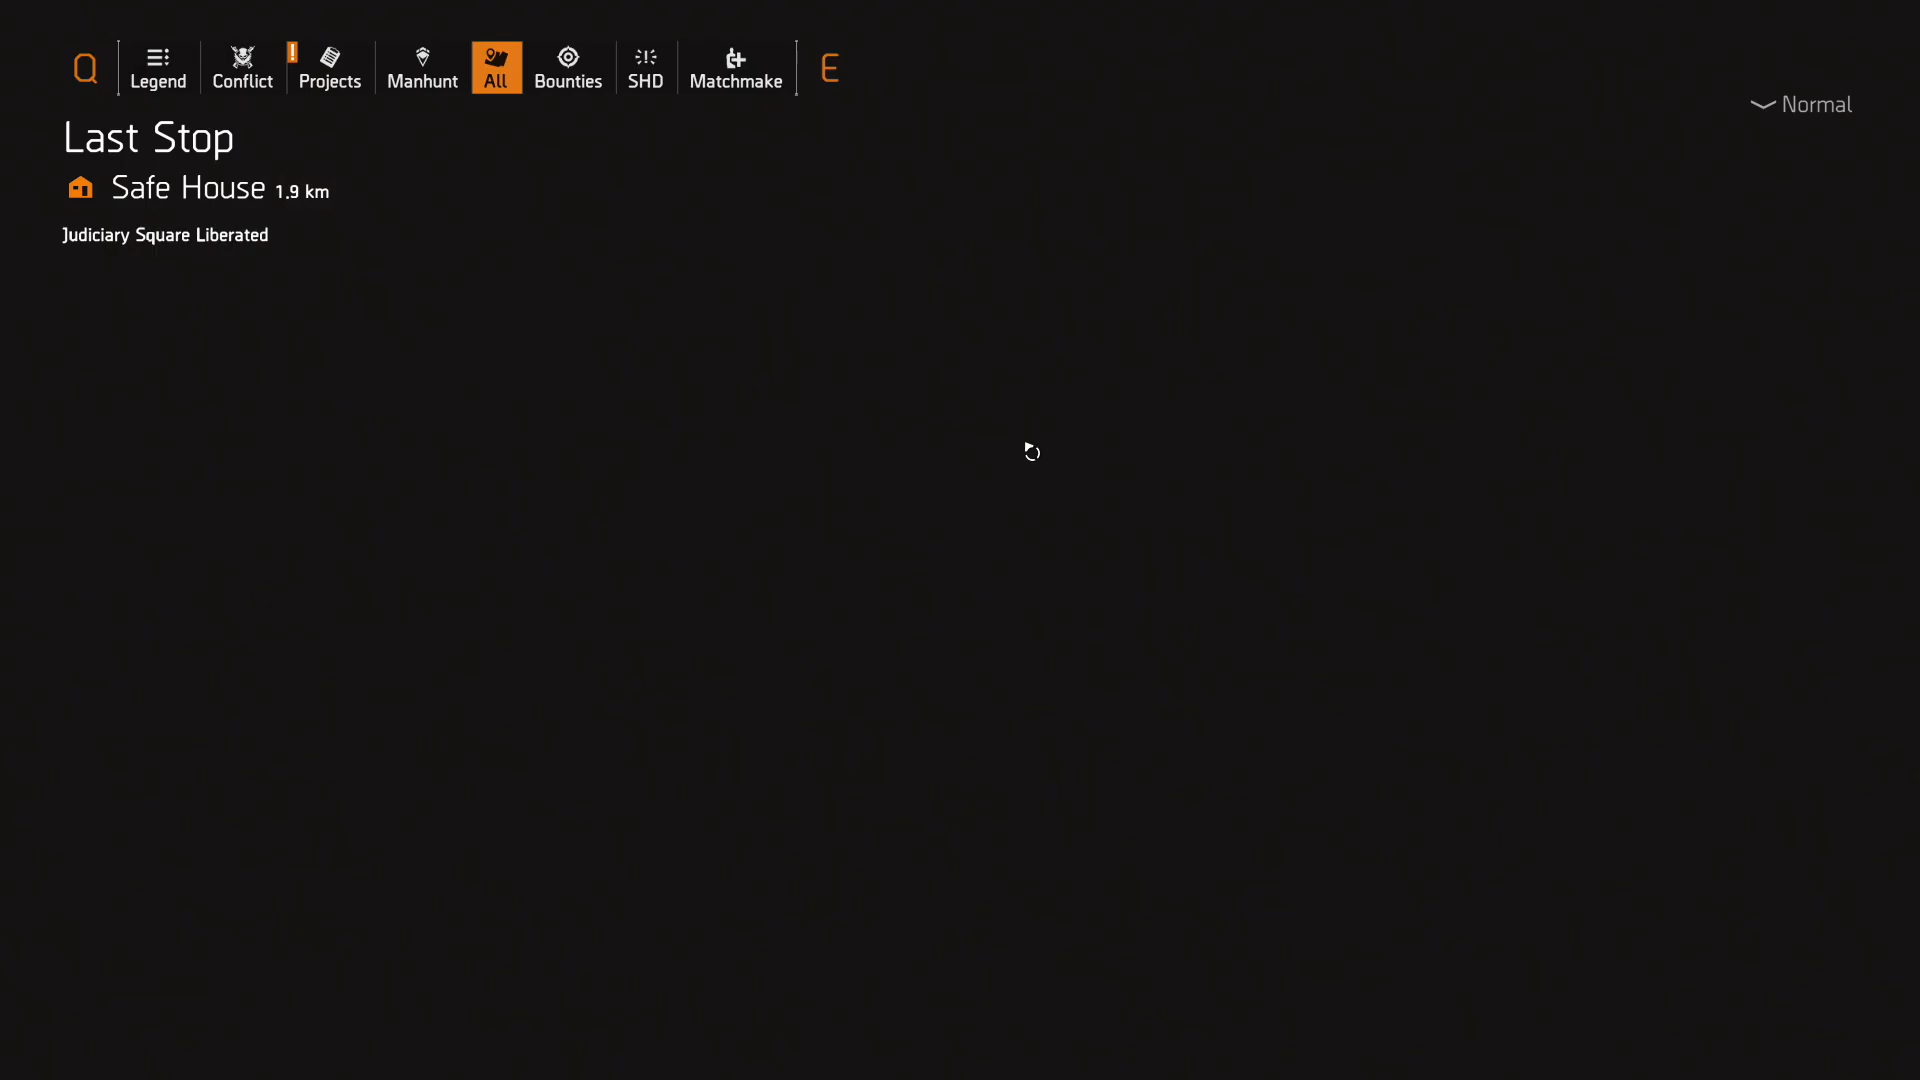 Q Legend Conflict ! Projects Manhunt All Bounties SHD Matchmake E
Normal
Last Stop
Safe House 1.9 km
Judiciary Square Liberated